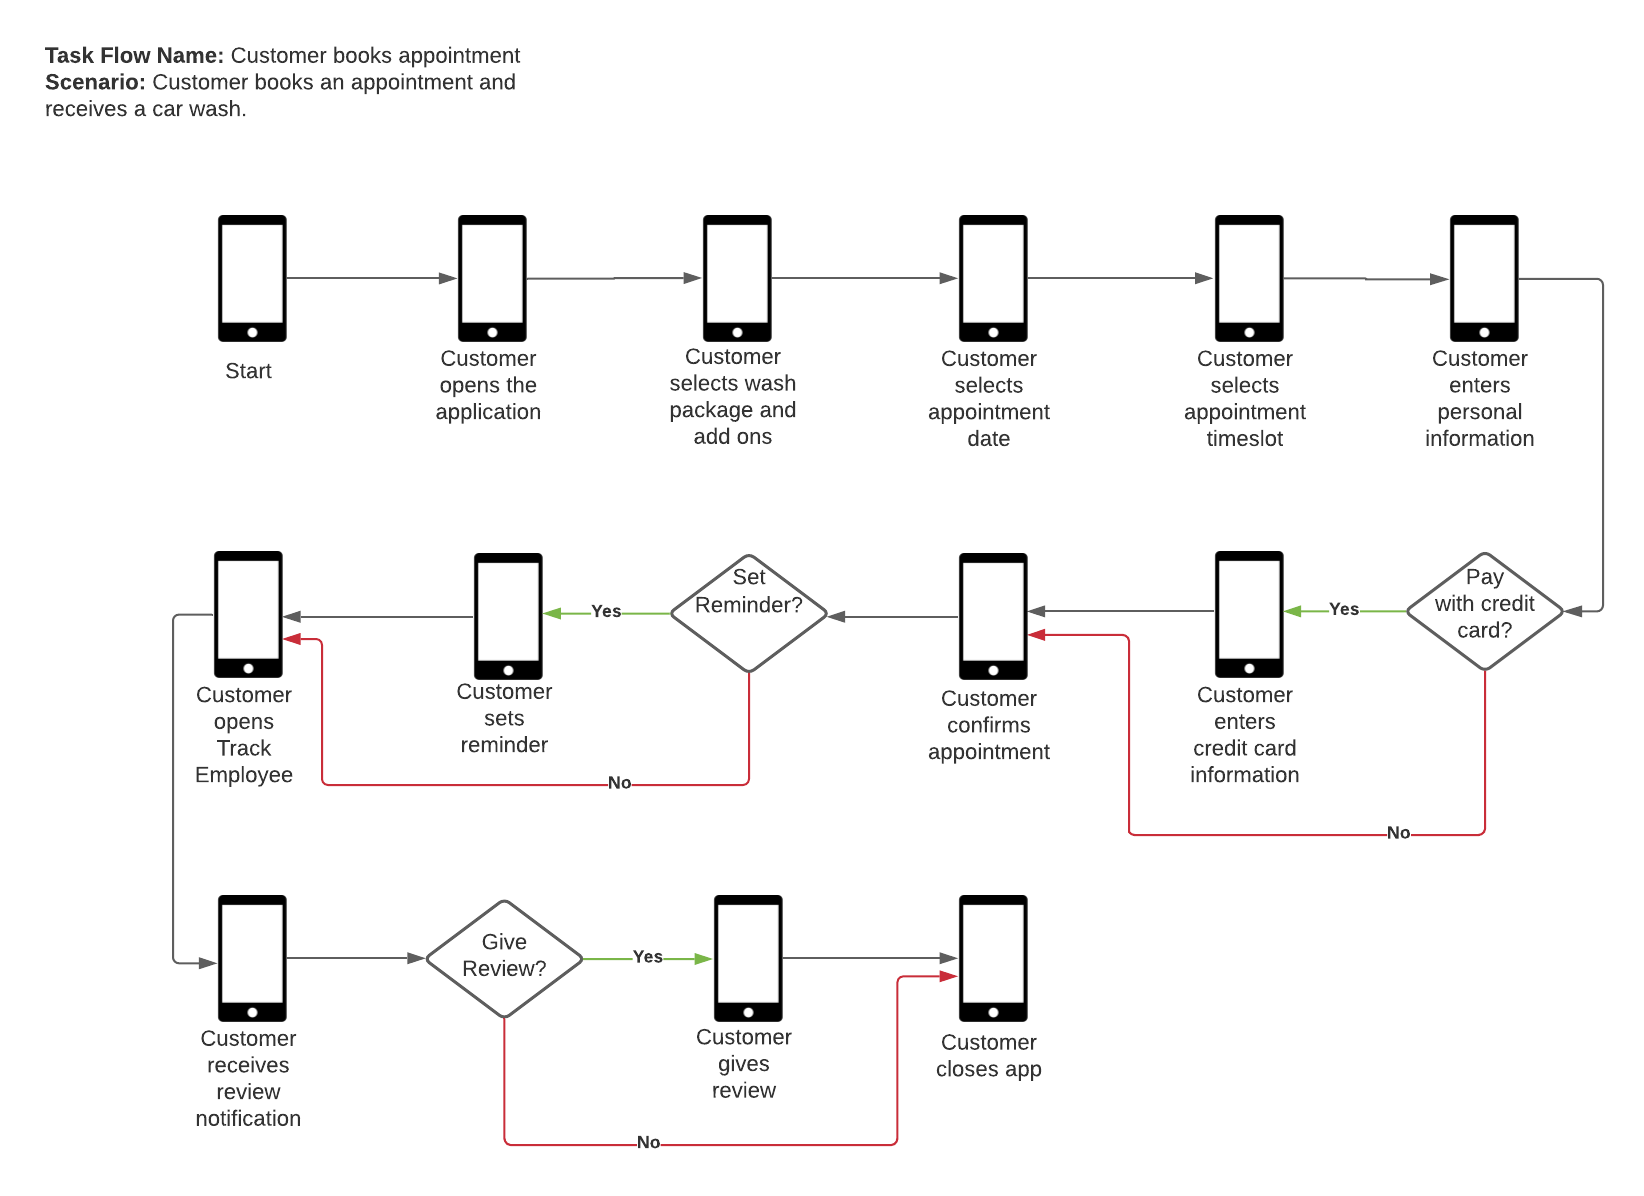 Task Flow Name: Customer books appointment
Scenario: Customer books an appointment and
receives a car wash.
Start
Customer
opens the
application
Customer
selects wash
package and
add ons
Customer
selects
appointment
date
Customer
selects
appointment
timeslot
Customer
enters
personal
information
Pay
with credit
card?
Yes
No
Customer
enters
credit card
information
Customer
confirms
appointment
Set
Reminder?
Yes
No
Customer
sets
reminder
Customer
opens
Track
Employee
Customer
receives
review
notification
Give
Review?
Yes
No
Customer
gives
review
Customer
closes app